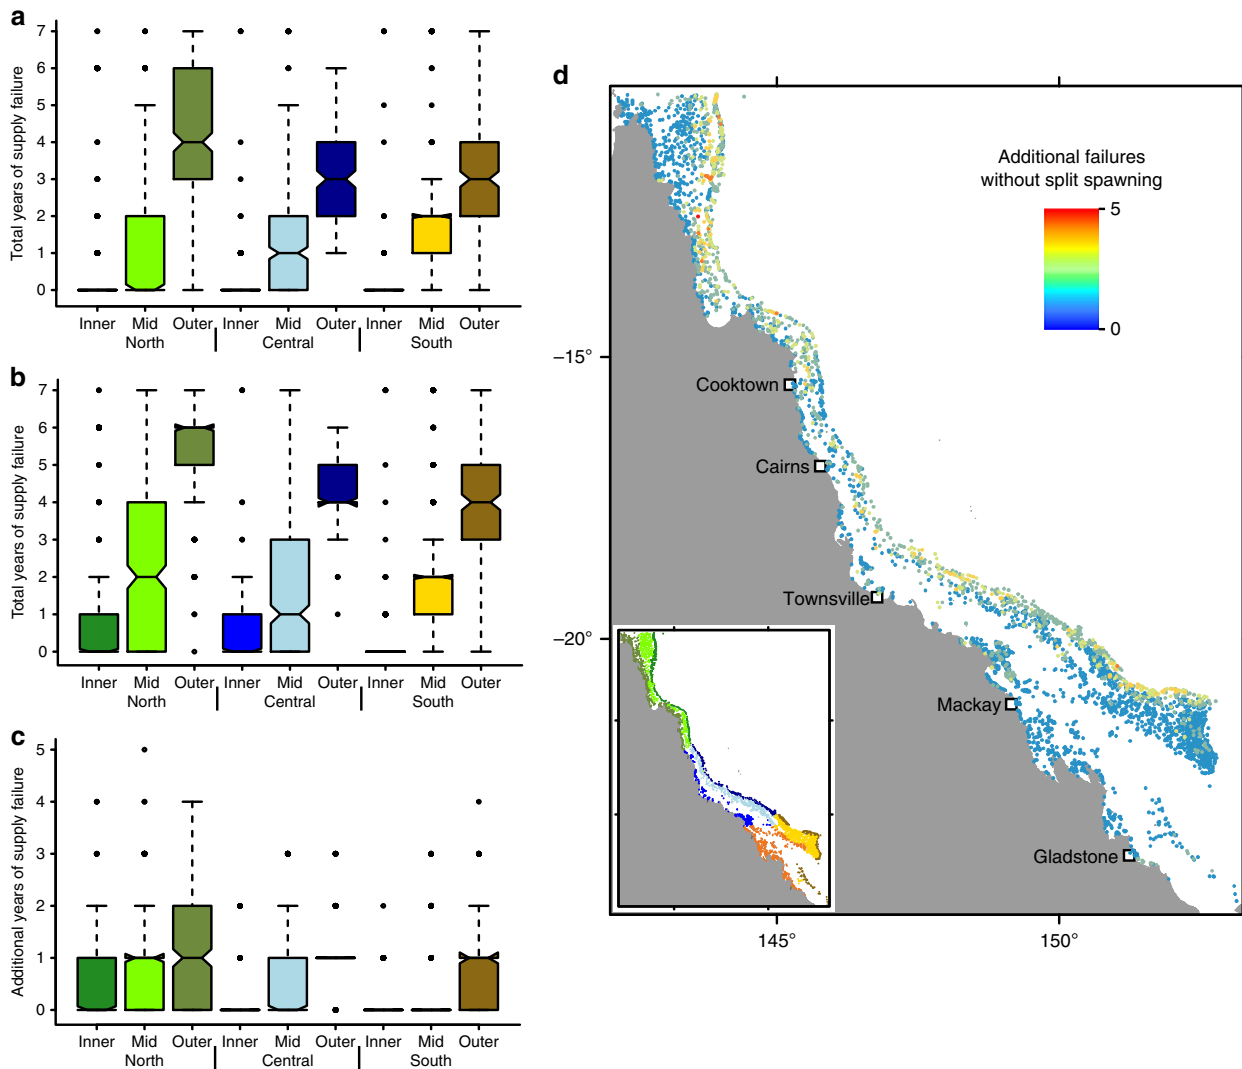 a
Total years of supply failure
7
6
5
4
3
2
1
0
Inner Mid Outer Inner Mid Outer Inner Mid Outer
North Central South
b
Total years of supply failure
7
6
5
4
3
2
1
0
Inner Mid Outer Inner Mid Outer Inner Mid Outer
North Central South
c
Additional years of supply failure
5
4
3
2
1
0
Inner Mid Outer Inner Mid Outer Inner Mid Outer
North Central South
d
Additional failures
without split spawning
5
0
−15°
Cooktown
Cairns
Townsville
−20°
Mackay
Gladstone
145° 150°